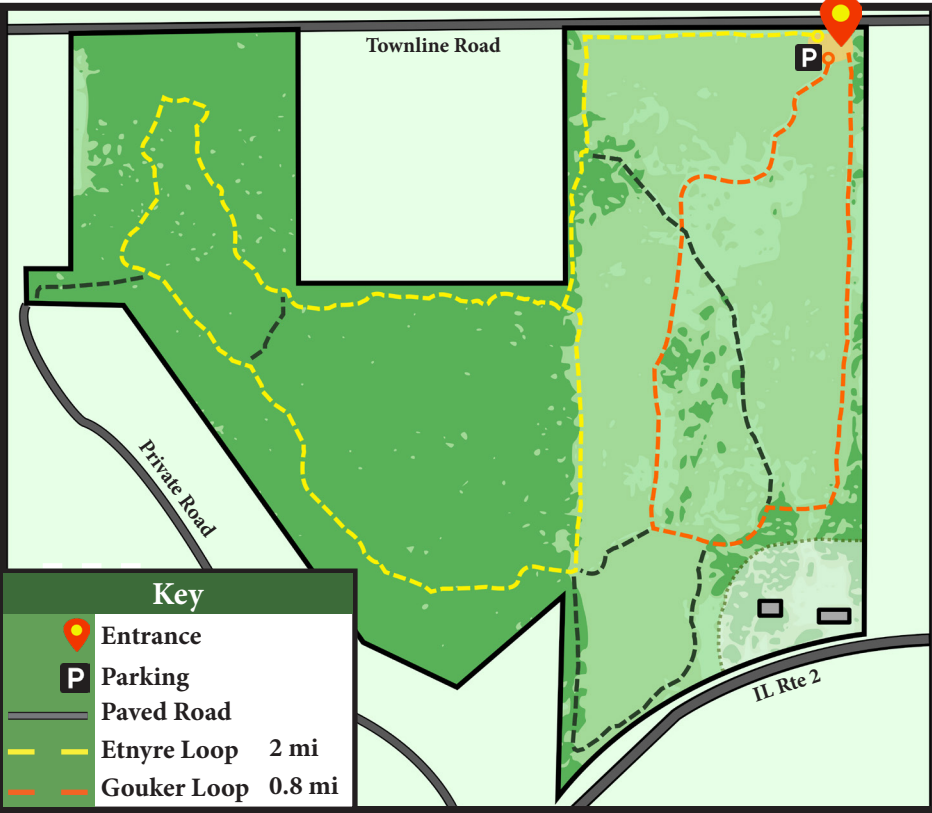 Townline Road
P
Private Road
IL Rte 2
Key
Entrance
P Parking
Paved Road
Etnyre Loop 2 mi
Gouker Loop 0.8 mi